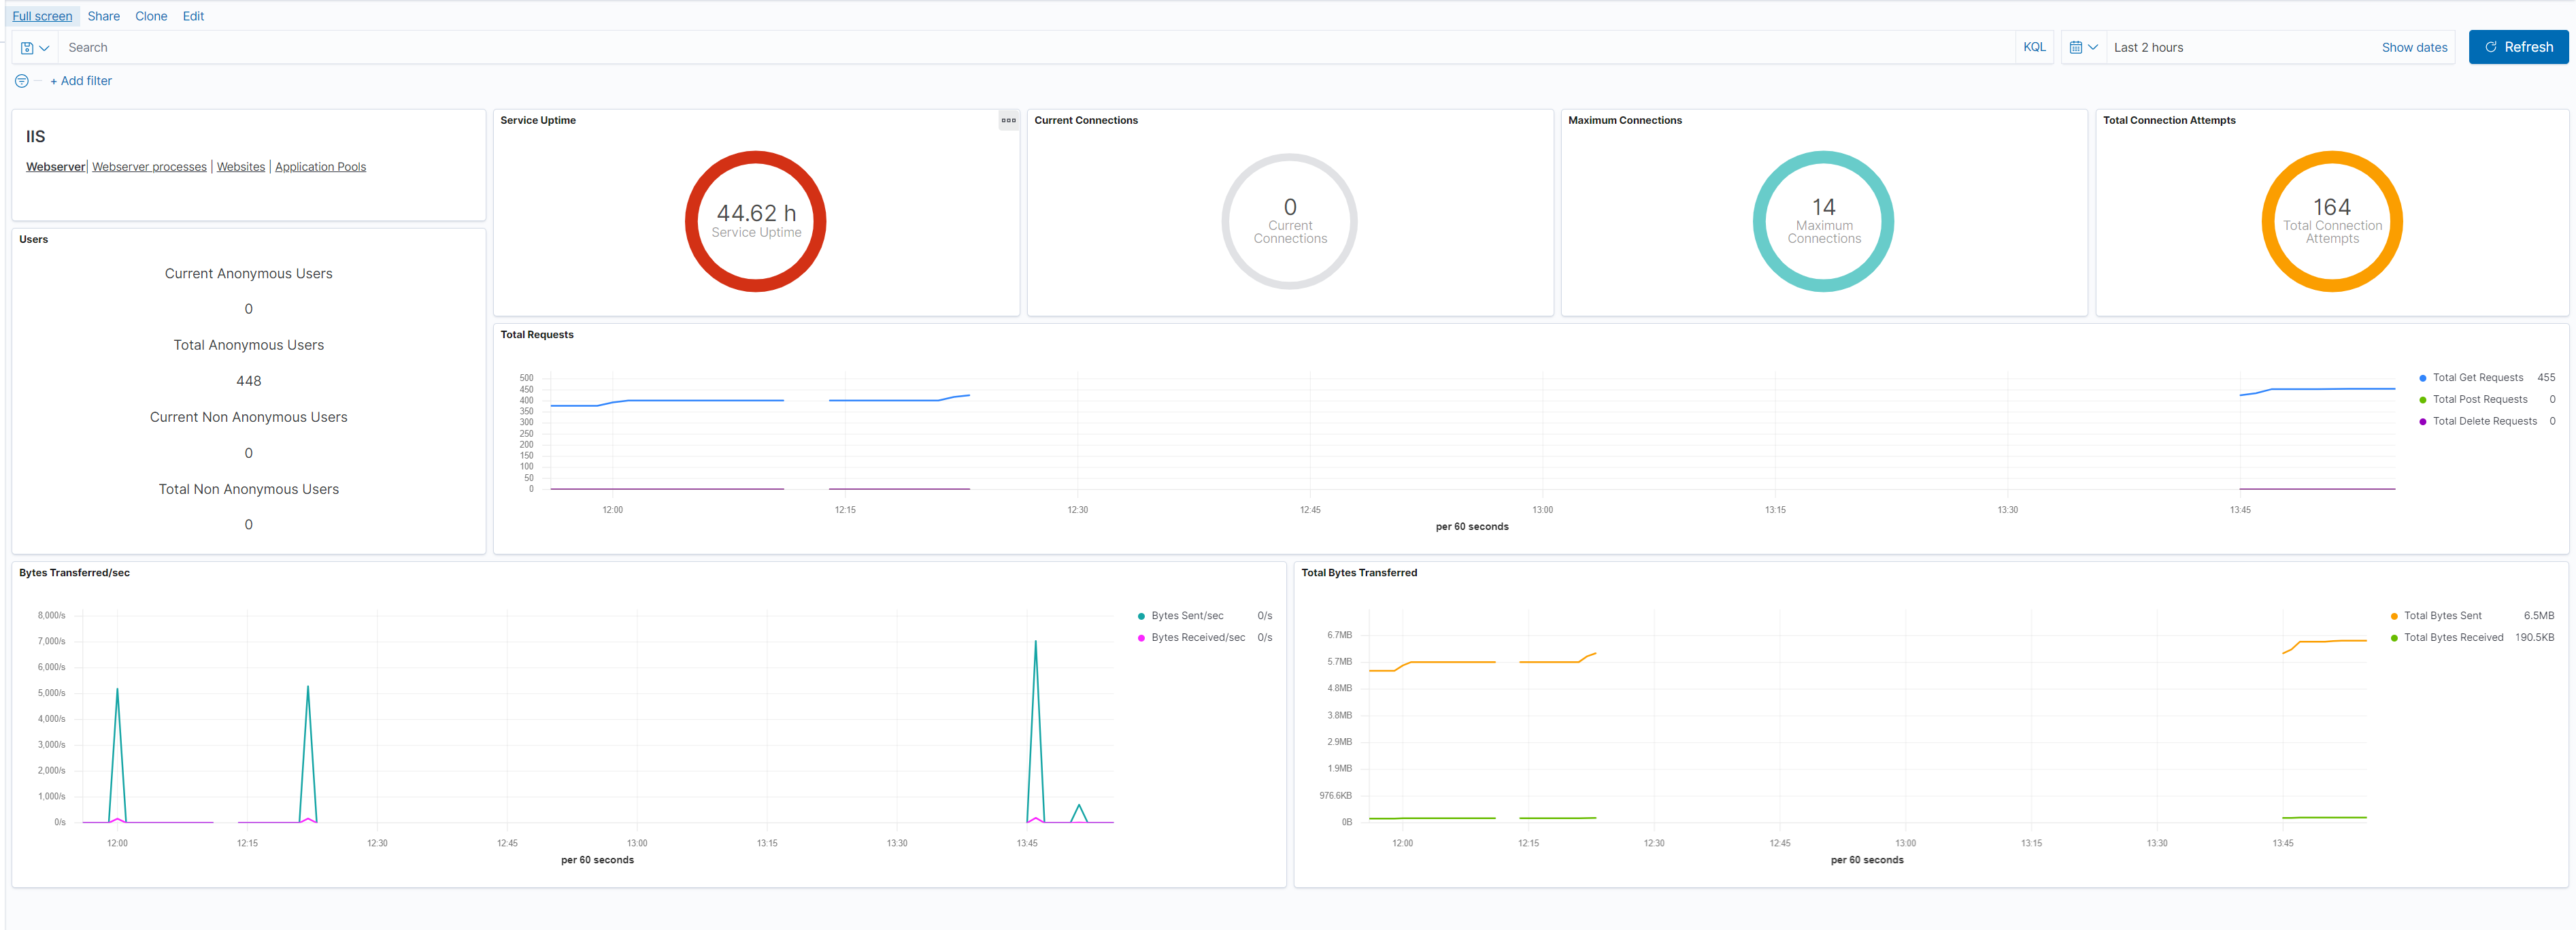 Full screen Share Clone Edit
Search KQL Last 2 hours Show dates Refresh
+ Add filter
IIS
Webserver| Webserver processes | Websites | Application Pools
Users
Current Anonymous Users
0
Total Anonymous Users
448
Current Non Anonymous Users
0
Total Non Anonymous Users
0
Service Uptime
44.62 h
Service Uptime
Current Connections
0
Current
Connections
Maximum Connections
14
Maximum
Connections
Total Connection Attempts
164
Total Connection
Attempts
Total Requests
500
450
400
350
300
250
200
150
100
50
0
12:00 12:15 12:30 12:45 13:00 13:15 13:30 13:45
per 60 seconds
Total Get Requests 455
Total Post Requests 0
Total Delete Requests 0
Bytes Transferred/sec
8,000/s
7,000/s
6,000/s
5,000/s
4,000/s
3,000/s
2,000/s
1,000/s
0/s
12:00 12:15 12:30 12:45 13:00 13:15 13:30 13:45
per 60 seconds
Bytes Sent/sec 0/s
Bytes Received/sec 0/s
Total Bytes Transferred
6.7MB
5.7MB
4.8MB
3.8MB
2.9MB
1.9MB
976.6KB
0B
12:00 12:15 12:30 12:45 13:00 13:15 13:30 13:45
per 60 seconds
Total Bytes Sent 6.5MB
Total Bytes Received 190.5KB